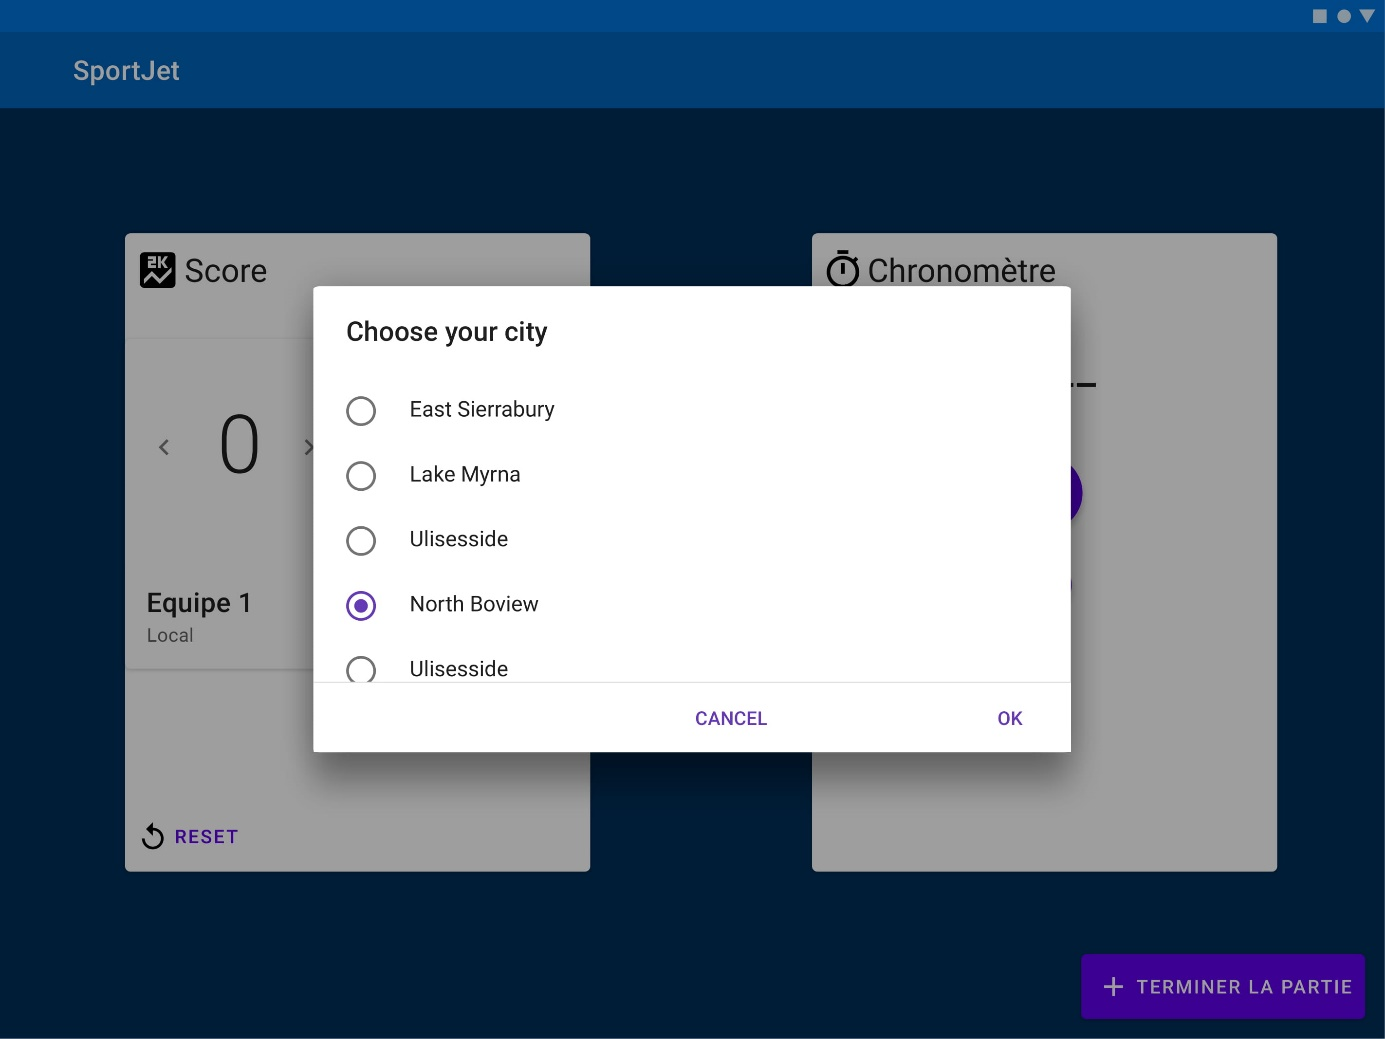 SportJet
2K Score
Chronomètre
Choose your city
East Sierrabury
Lake Myrna
Ulisesside
North Boview
Ulisesside
CANCEL OK
0
Equipe 1
Local
RESET
TERMINER LA PARTIE